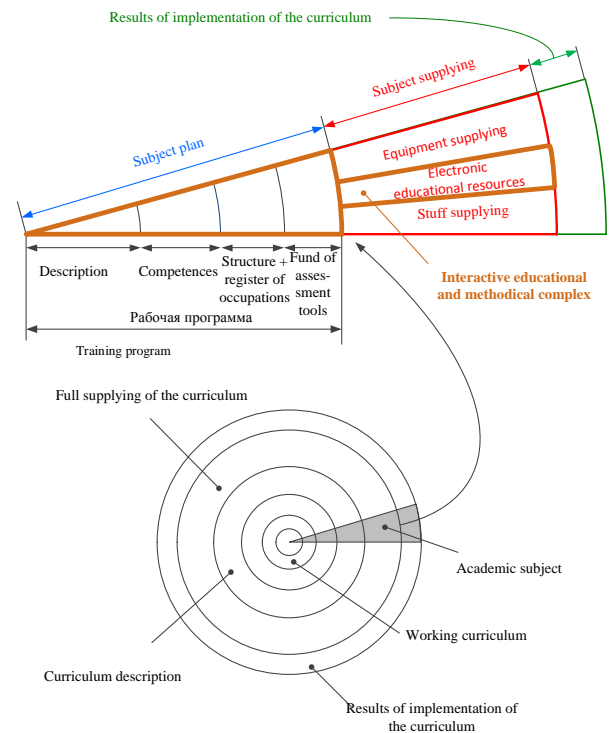 Results of implementation of the curriculum
Subject supplying
Subject plan
Equipment supplying
Electronic
educational resources
Stuff supplying
Description
Competences
Structure +
register of
occupations
Fund of
asses-
sment
tools
Interactive educational
and methodical complex
Рабочая программа
Training program
Full supplying of the curriculum
Academic subject
Working curriculum
Curriculum description
Results of implementation of
the curriculum